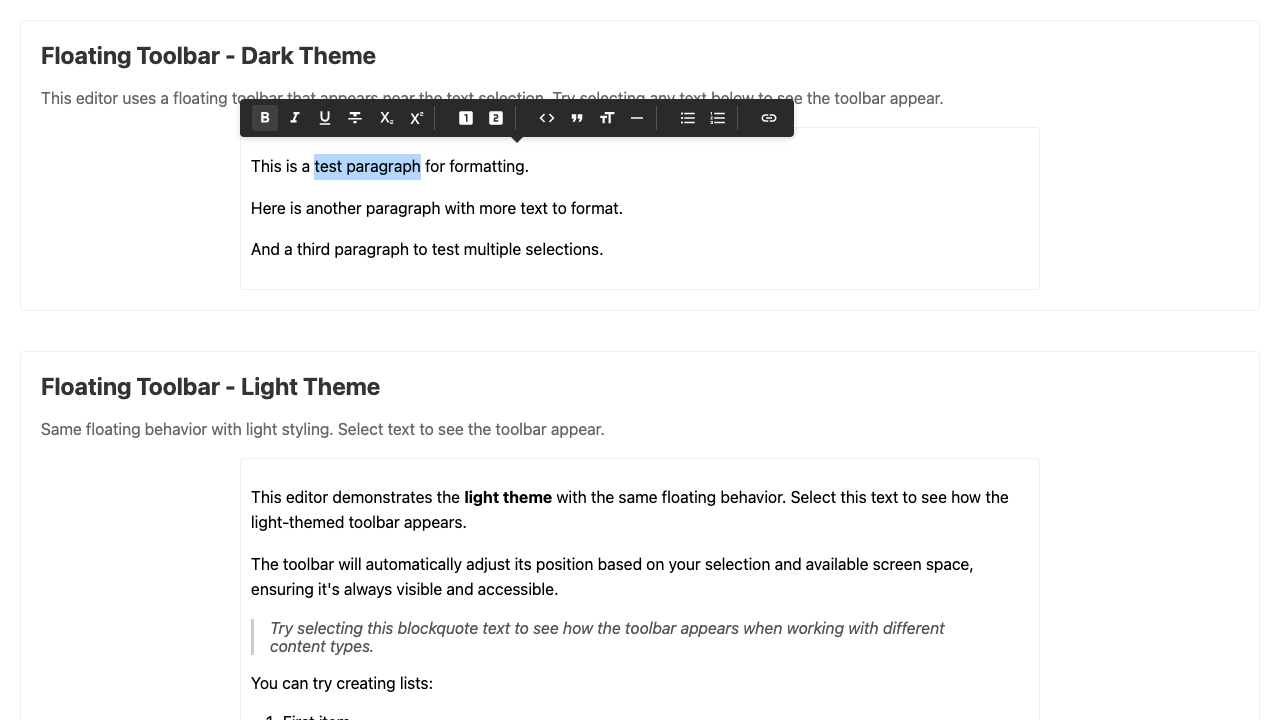 Floating Toolbar - Dark Theme
This editor uses a floating toolbar that appears near the text selection. Try selecting any text below to see the toolbar appear.
B I U X₂ X² 1 2
This is a test paragraph for formatting.
Here is another paragraph with more text to format.
And a third paragraph to test multiple selections.
Floating Toolbar - Light Theme
Same floating behavior with light styling. Select text to see the toolbar appear.
This editor demonstrates the light theme with the same floating behavior. Select this text to see how the
light-themed toolbar appears.
The toolbar will automatically adjust its position based on your selection and available screen space,
ensuring it's always visible and accessible.
Try selecting this blockquote text to see how the toolbar appears when working with different
content types.
You can try creating lists:
1. First item